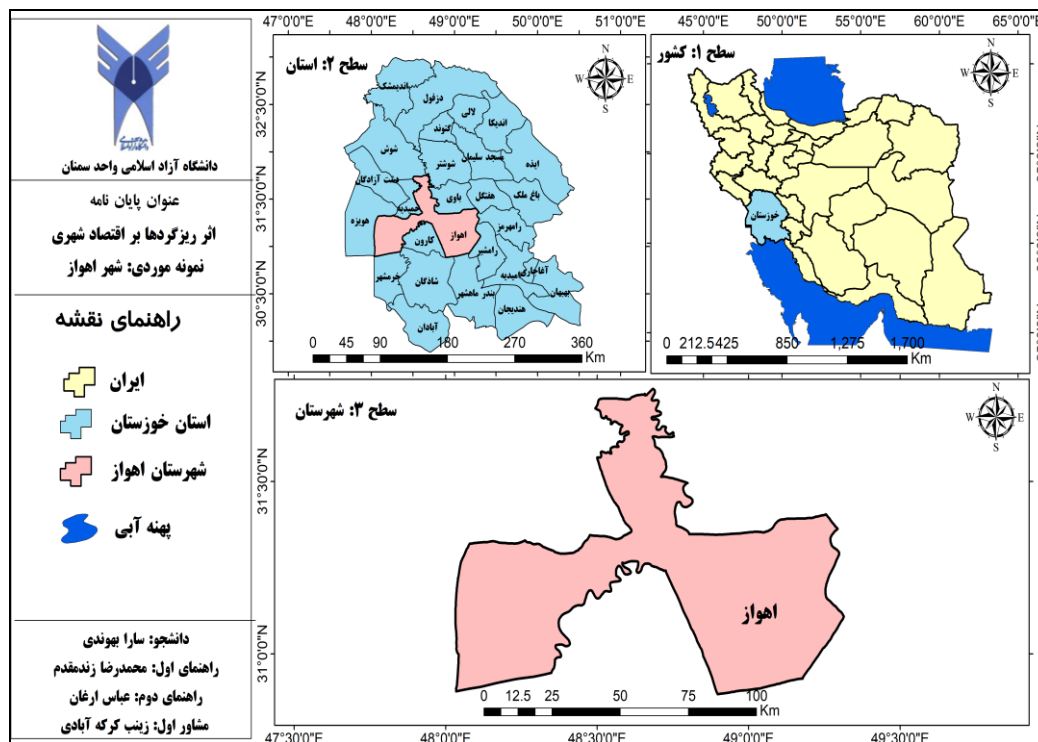 دانشگاه آزاد اسلامی واحد سمنان
عنوان پایان نامه
اثر ریزگردها بر اقتصاد شهری
نمونه موردی: شهر اهواز
راهنمای نقشه
ایران
استان خوزستان
شهرستان اهواز
پهنه آبی
دانشجو: سارا بهوندی
راهنمای اول: محمدرضا زندمقدم
راهنمای دوم: عباس ارغان
مشاور اول: زینب کرکه آبادی
47°0'0"E 48°0'0"E 49°0'0"E 50°0'0"E 51°0'0"E
32°30'0"N
31°30'0"N
30°30'0"N
سطح ۲: استان
N
W E
S
اندیمشک
دزفول
لالی
اندیکا
گتوند
شوش
شوشتر
مسجد سلیمان
ایذه
دشت آزادگان
حمیدیه
باوی
هفتگل
باغ ملک
هویزه
کارون
اهواز
رامهرمز
رامشیر
خرمشهر
شادگان
امیدیه
آغاجاری
بندر ماهشهر
بهبهان
هندیجان
آبادان
0 45 90 180 270 360
Km
45°0'0"E 50°0'0"E 55°0'0"E 60°0'0"E 65°0'0"E
سطح ۱: کشور
N
W E
S
خوزستان
0 212.5425 850 1,275 1,700
Km
سطح ۳: شهرستان
N
W E
S
31°30'0"N
31°0'0"N
اهواز
0 12.5 25 50 75 100
Km
47°30'0"E 48°0'0"E 48°30'0"E 49°0'0"E 49°30'0"E